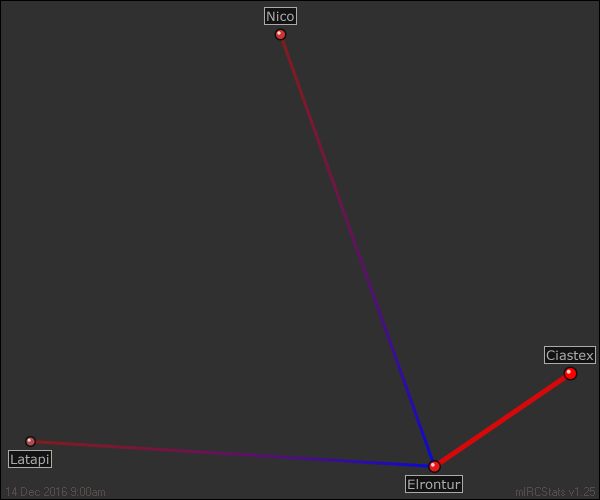 Nico
Ciastex
Latapi
Elrontur
14 Dec 2016 9:00am
mIRCStats v1.25